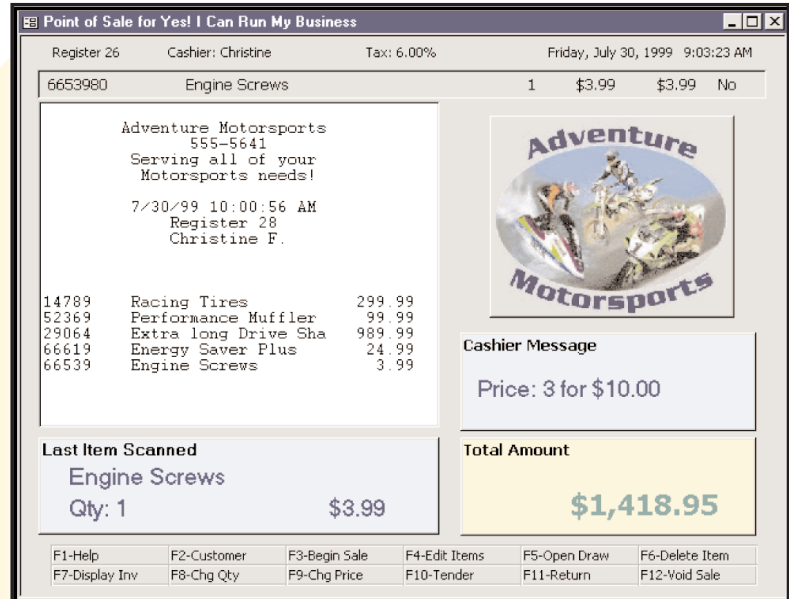 Point of Sale for Yes! I Can Run My Business
Register 26 Cashier: Christine Tax: 6.00% Friday, July 30, 1999 9:03:23 AM
6653980 Engine Screws 1 $3.99 $3.99 No
Adventure Motorsports
555-5641
Serving all of your
Motorsports needs!
7/30/99 10:00:56 AM
Register 28
Christine F.
14789 Racing Tires 299.99
52369 Performance Muffler 99.99
29064 Extra long Drive Sha 989.99
66619 Energy Saver Plus 24.99
66539 Engine Screws 3.99
Adventure
Motorsports
Cashier Message
Price: 3 for $10.00
Last Item Scanned
Engine Screws
Qty: 1 $3.99
Total Amount
$1,418.95
F1-Help F2-Customer F3-Begin Sale F4-Edit Items F5-Open Draw F6-Delete Item
F7-Display Inv F8-Chg Qty F9-Chg Price F10-Tender F11-Return F12-Void Sale